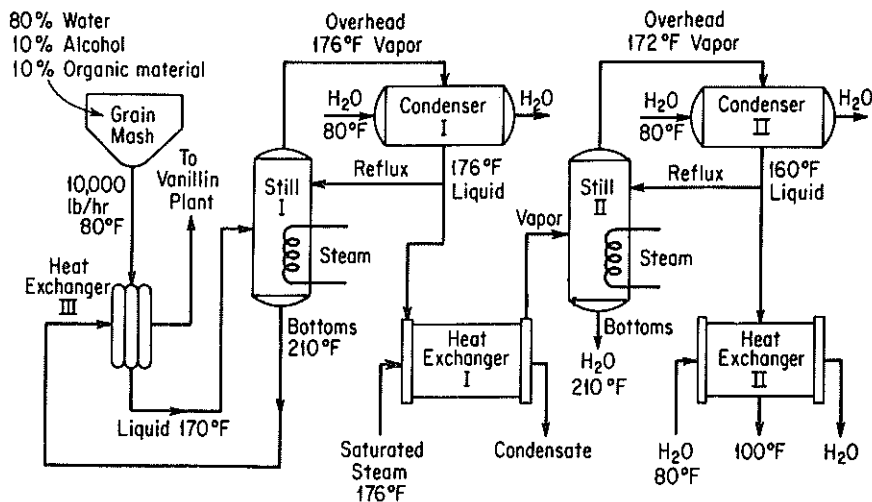 80% Water
10% Alcohol
10% Organic material
Grain
Mash
10,000
lb/hr
80°F
To
Vanillin
Plant
Heat
Exchanger
III
Liquid 170°F
Overhead
176°F Vapor
H₂O
80°F
Condenser
I
H₂O
Reflux
176°F
Liquid
Still
I
Steam
Bottoms
210°F
Heat
Exchanger
I
Saturated
Steam
176°F
Condensate
Vapor
Overhead
172°F Vapor
H₂O
80°F
Condenser
II
H₂O
Reflux
160°F
Liquid
Still
II
Steam
Bottoms
H₂O
210°F
Heat
Exchanger
II
H₂O
80°F
100°F
H₂O